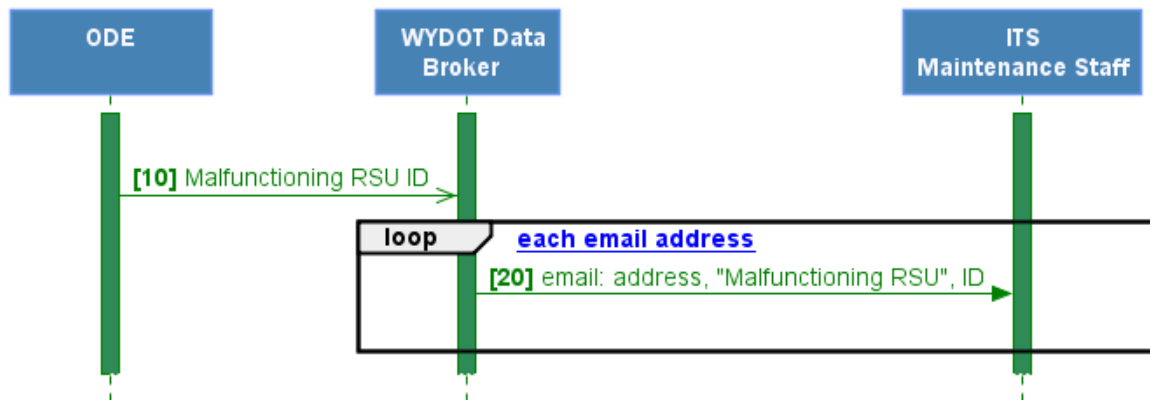 ODE
WYDOT Data
Broker
ITS
Maintenance Staff
[10] Malfunctioning RSU ID
loop
each email address
[20] email: address, "Malfunctioning RSU", ID